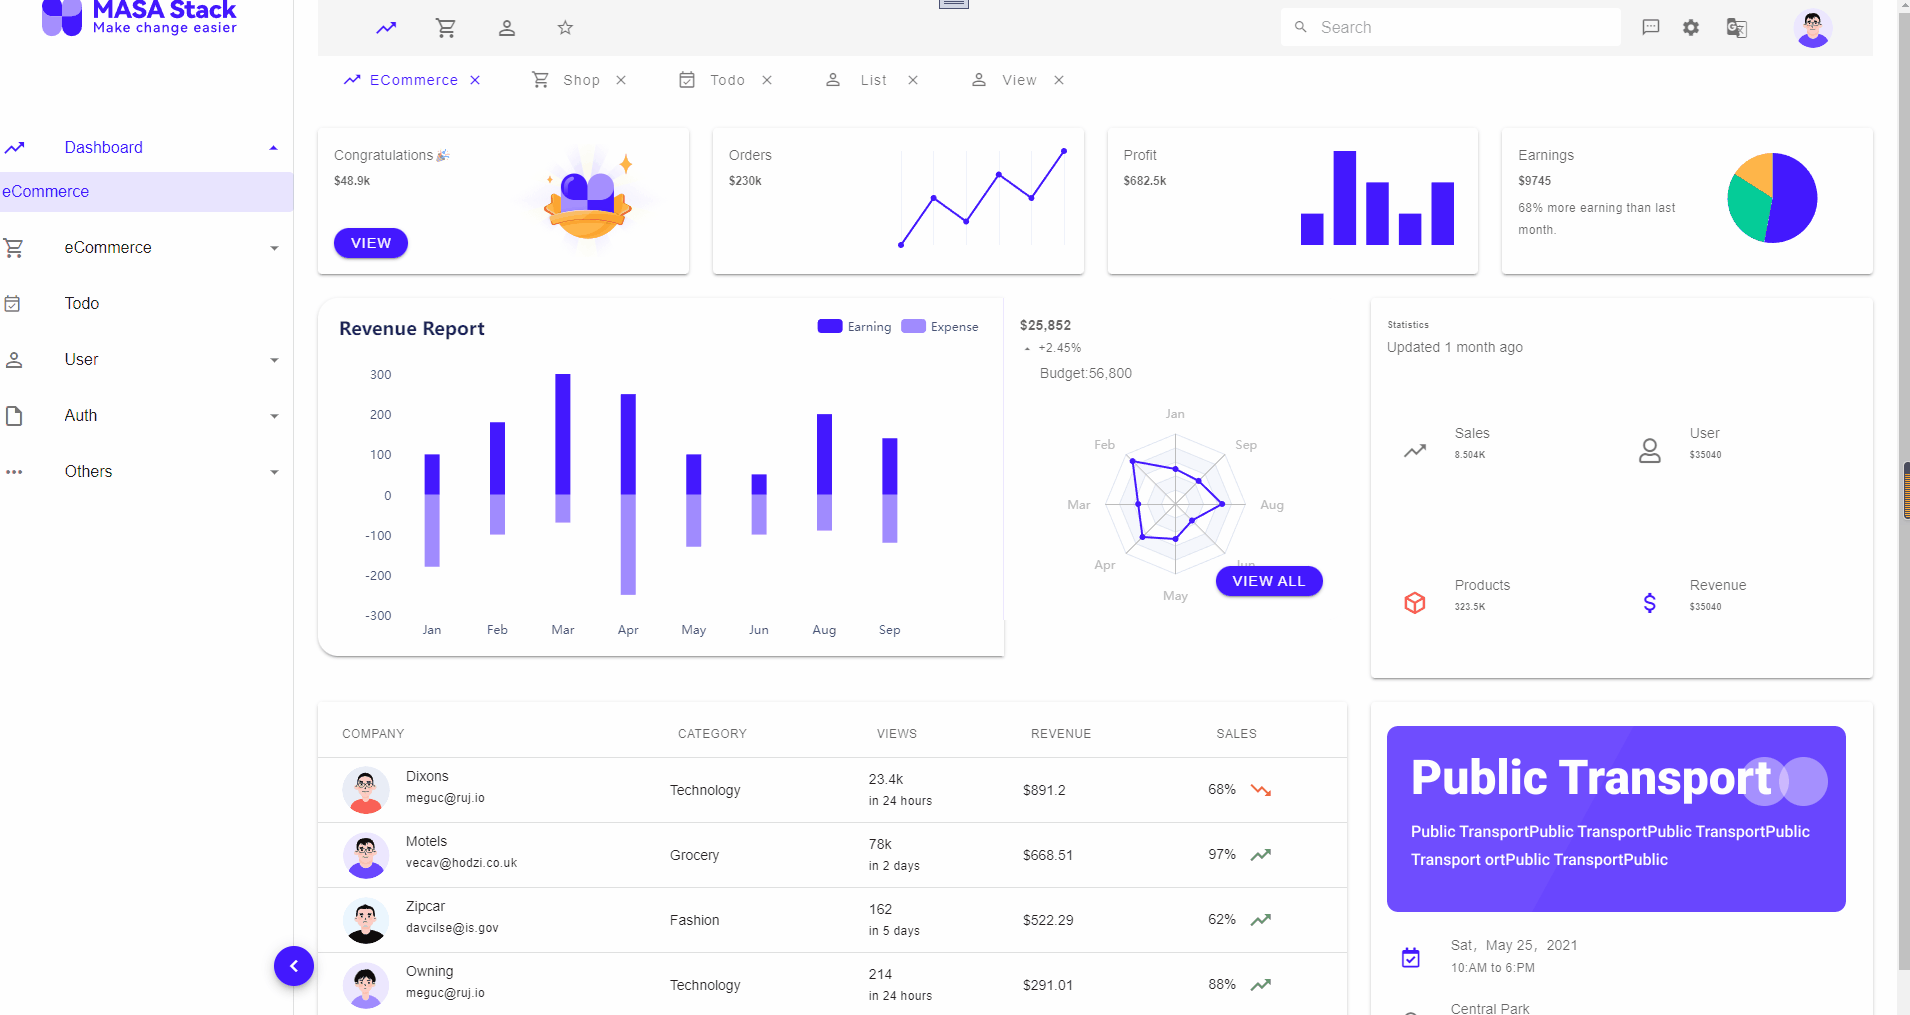 MASA Stack
Make change easier
Dashboard
eCommerce
eCommerce
Todo
User
Auth
Others
Search
ECommerce
Shop
Todo
List
View
Congratulations 🎉
$48.9k
VIEW
Orders
$230k
Profit
$682.5k
Earnings
$9745
68% more earning than last
month.
Revenue Report
Earning
Expense
300
200
100
0
-100
-200
-300
Jan
Feb
Mar
Apr
May
Jun
Aug
Sep
$25,852
+2.45%
Budget:56,800
Jan
Feb
Sep
Mar
Aug
Apr
Jun
May
VIEW ALL
Statistics
Updated 1 month ago
Sales
8.504K
User
$35040
Products
323.5K
Revenue
$35040
COMPANY CATEGORY VIEWS REVENUE SALES
Dixons
meguc@ruj.io
Technology
23.4k
in 24 hours
$891.2
68%
Motels
vecav@hodzi.co.uk
Grocery
78k
in 2 days
$668.51
97%
Zipcar
davcilse@is.gov
Fashion
162
in 5 days
$522.29
62%
Owning
meguc@ruj.io
Technology
214
in 24 hours
$291.01
88%
Public Transport
Public TransportPublic TransportPublic TransportPublic
Transport ortPublic TransportPublic
Sat, May 25, 2021
10:AM to 6:PM
Central Park